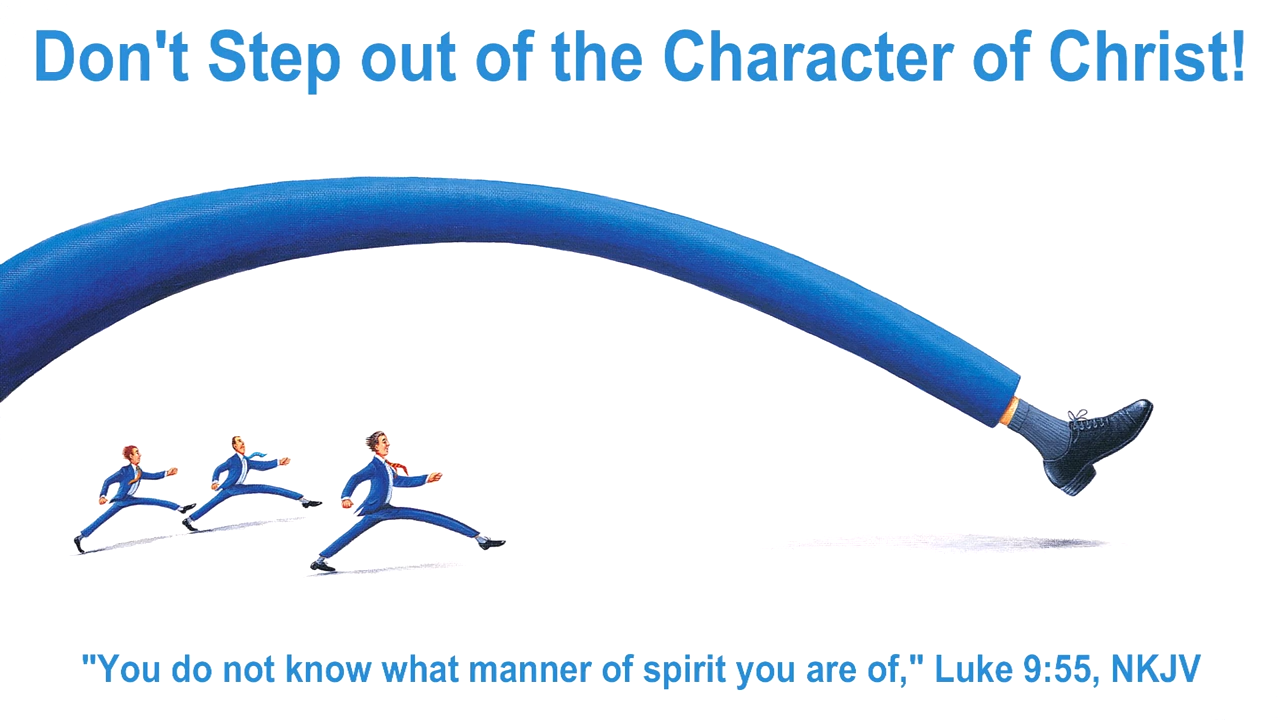 Don't Step out of the Character of Christ!
"You do not know what manner of spirit you are of," Luke 9:55, NKJV